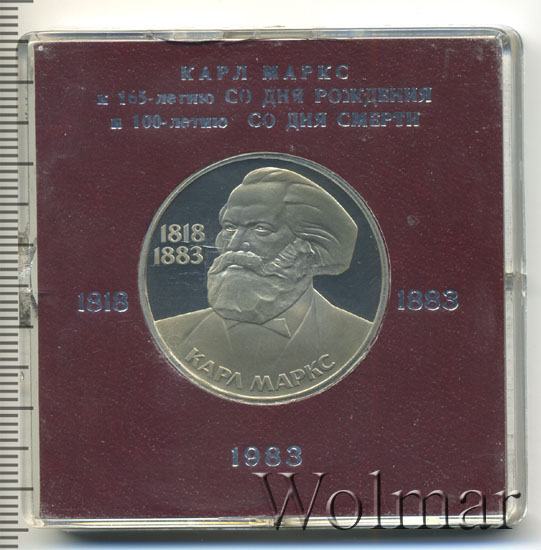 КАРЛ МАРКС
к 165-летию СО ДНЯ РОЖДЕНИЯ
и 100-летию СО ДНЯ СМЕРТИ
1818
1883
КАРЛ МАРКС
1818
1883
1983
Wolmar